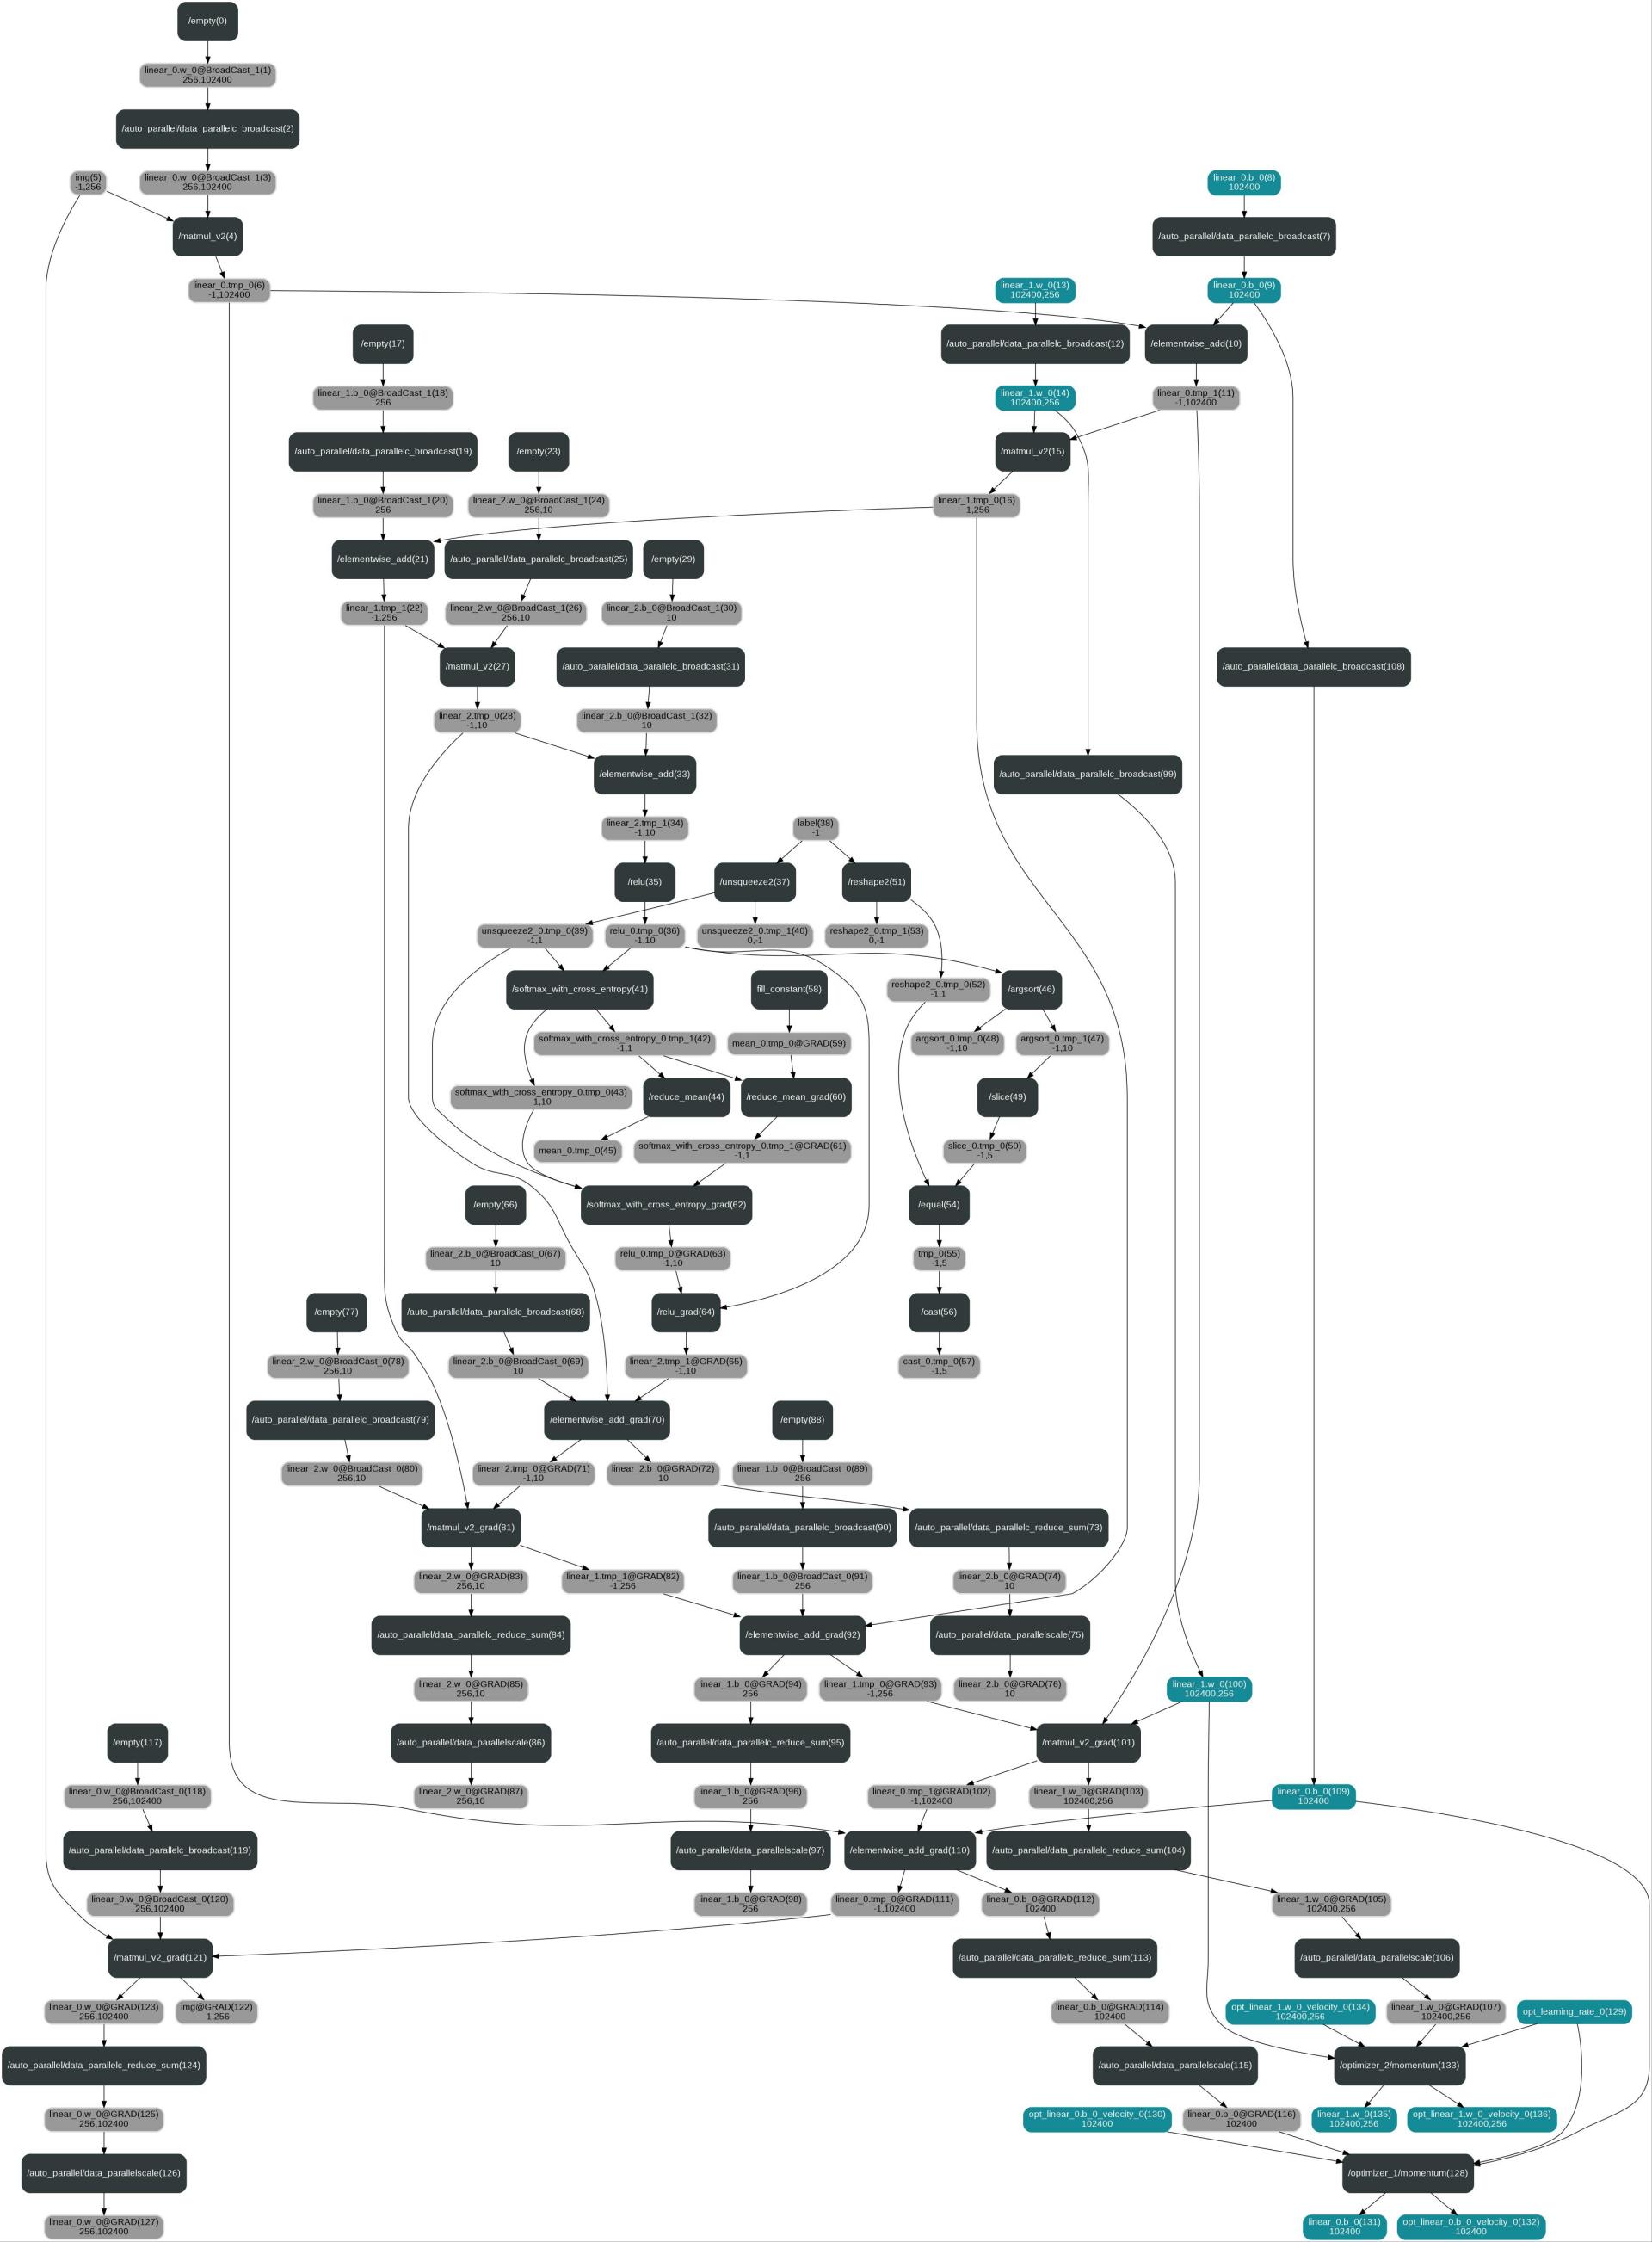 /empty(0)
linear_0.w_0@BroadCast_1(1)
256,102400
/auto_parallel/data_parallelc_broadcast(2)
img(5)
-1,256
linear_0.w_0@BroadCast_1(3)
256,102400
linear_0.b_0(8)
102400
/matmul_v2(4)
/auto_parallel/data_parallelc_broadcast(7)
linear_0.tmp_0(6)
-1,102400
linear_1.w_0(13)
102400,256
linear_0.b_0(9)
102400
/empty(17)
/auto_parallel/data_parallelc_broadcast(12)
/elementwise_add(10)
linear_1.b_0@BroadCast_1(18)
256
linear_1.w_0(14)
102400,256
linear_0.tmp_1(11)
-1,102400
/auto_parallel/data_parallelc_broadcast(19)
/empty(23)
/matmul_v2(15)
linear_1.b_0@BroadCast_1(20)
256
linear_2.w_0@BroadCast_1(24)
256,10
linear_1.tmp_0(16)
-1,256
/elementwise_add(21)
/auto_parallel/data_parallelc_broadcast(25)
/empty(29)
linear_1.tmp_1(22)
-1,256
linear_2.w_0@BroadCast_1(26)
256,10
linear_2.b_0@BroadCast_1(30)
10
/matmul_v2(27)
/auto_parallel/data_parallelc_broadcast(31)
/auto_parallel/data_parallelc_broadcast(108)
linear_2.tmp_0(28)
-1,10
linear_2.b_0@BroadCast_1(32)
10
/elementwise_add(33)
/auto_parallel/data_parallelc_broadcast(99)
linear_2.tmp_1(34)
-1,10
label(38)
-1
/relu(35)
/unsqueeze2(37)
/reshape2(51)
unsqueeze2_0.tmp_0(39)
-1,1
relu_0.tmp_0(36)
-1,10
unsqueeze2_0.tmp_1(40)
0,-1
reshape2_0.tmp_1(53)
0,-1
/softmax_with_cross_entropy(41)
fill_constant(58)
reshape2_0.tmp_0(52)
-1,1
/argsort(46)
softmax_with_cross_entropy_0.tmp_1(42)
-1,1
mean_0.tmp_0@GRAD(59)
argsort_0.tmp_0(48)
-1,10
argsort_0.tmp_1(47)
-1,10
softmax_with_cross_entropy_0.tmp_0(43)
-1,10
/reduce_mean(44)
/reduce_mean_grad(60)
/slice(49)
mean_0.tmp_0(45)
softmax_with_cross_entropy_0.tmp_1@GRAD(61)
-1,1
slice_0.tmp_0(50)
-1,5
/empty(66)
/softmax_with_cross_entropy_grad(62)
/equal(54)
linear_2.b_0@BroadCast_0(67)
10
relu_0.tmp_0@GRAD(63)
-1,10
tmp_0(55)
-1,5
/empty(77)
/auto_parallel/data_parallelc_broadcast(68)
/relu_grad(64)
/cast(56)
linear_2.w_0@BroadCast_0(78)
256,10
linear_2.b_0@BroadCast_0(69)
10
linear_2.tmp_1@GRAD(65)
-1,10
cast_0.tmp_0(57)
-1,5
/auto_parallel/data_parallelc_broadcast(79)
/elementwise_add_grad(70)
/empty(88)
linear_2.w_0@BroadCast_0(80)
256,10
linear_2.tmp_0@GRAD(71)
-1,10
linear_2.b_0@GRAD(72)
10
linear_1.b_0@BroadCast_0(89)
256
/matmul_v2_grad(81)
/auto_parallel/data_parallelc_broadcast(90)
/auto_parallel/data_parallelc_reduce_sum(73)
linear_2.w_0@GRAD(83)
256,10
linear_1.tmp_1@GRAD(82)
-1,256
linear_1.b_0@BroadCast_0(91)
256
linear_2.b_0@GRAD(74)
10
/auto_parallel/data_parallelc_reduce_sum(84)
/elementwise_add_grad(92)
/auto_parallel/data_parallelscale(75)
linear_2.w_0@GRAD(85)
256,10
linear_1.b_0@GRAD(94)
256
linear_1.tmp_0@GRAD(93)
-1,256
linear_2.b_0@GRAD(76)
10
linear_1.w_0(100)
102400,256
/empty(117)
/auto_parallel/data_parallelscale(86)
/auto_parallel/data_parallelc_reduce_sum(95)
/matmul_v2_grad(101)
linear_0.w_0@BroadCast_0(118)
256,102400
linear_2.w_0@GRAD(87)
256,10
linear_1.b_0@GRAD(96)
256
linear_0.tmp_1@GRAD(102)
-1,102400
linear_1.w_0@GRAD(103)
102400,256
linear_0.b_0(109)
102400
/auto_parallel/data_parallelc_broadcast(119)
/auto_parallel/data_parallelscale(97)
/elementwise_add_grad(110)
/auto_parallel/data_parallelc_reduce_sum(104)
linear_0.w_0@BroadCast_0(120)
256,102400
linear_1.b_0@GRAD(98)
256
linear_0.tmp_0@GRAD(111)
-1,102400
linear_0.b_0@GRAD(112)
102400
linear_1.w_0@GRAD(105)
102400,256
/matmul_v2_grad(121)
/auto_parallel/data_parallelc_reduce_sum(113)
/auto_parallel/data_parallelscale(106)
linear_0.w_0@GRAD(123)
256,102400
img@GRAD(122)
-1,256
linear_0.b_0@GRAD(114)
102400
opt_linear_1.w_0_velocity_0(134)
102400,256
linear_1.w_0@GRAD(107)
102400,256
opt_learning_rate_0(129)
/auto_parallel/data_parallelc_reduce_sum(124)
/auto_parallel/data_parallelscale(115)
/optimizer_2/momentum(133)
linear_0.w_0@GRAD(125)
256,102400
opt_linear_0.b_0_velocity_0(130)
102400
linear_0.b_0@GRAD(116)
102400
linear_1.w_0(135)
102400,256
opt_linear_1.w_0_velocity_0(136)
102400,256
/auto_parallel/data_parallelscale(126)
/optimizer_1/momentum(128)
linear_0.w_0@GRAD(127)
256,102400
linear_0.b_0(131)
102400
opt_linear_0.b_0_velocity_0(132)
102400